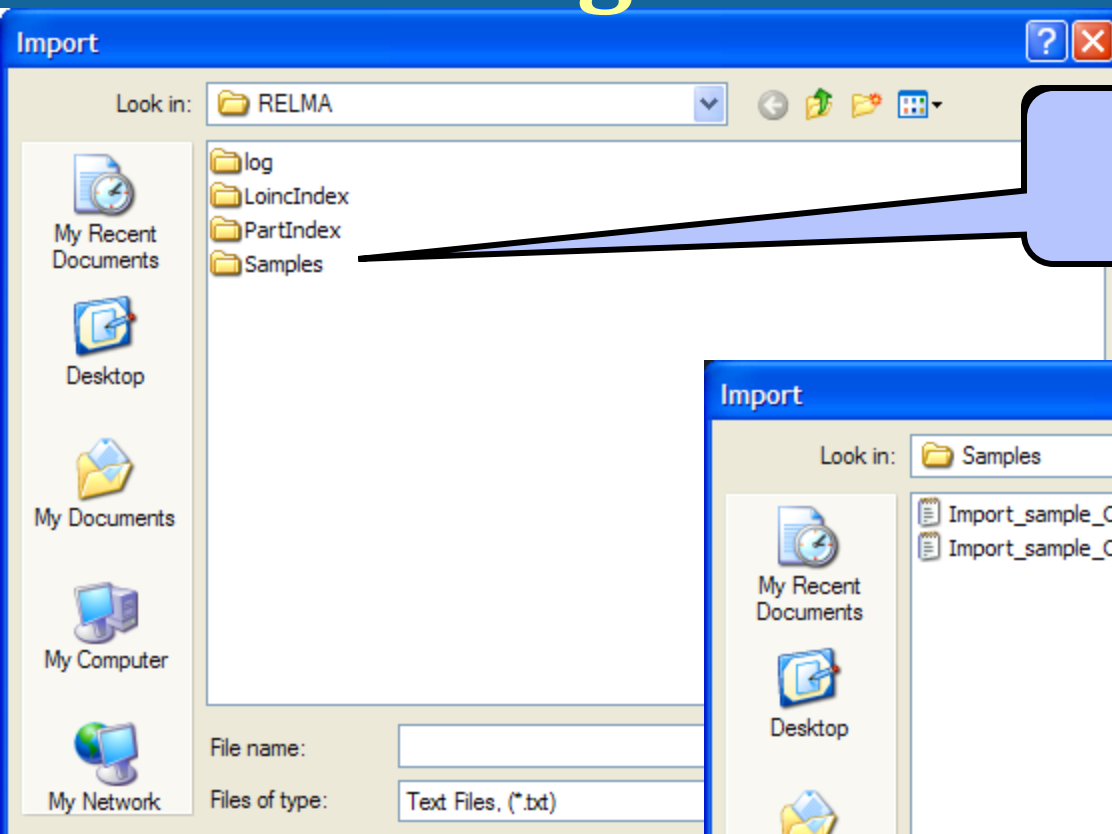 Import
Look in: RELMA
log
LoincIndex
PartIndex
Samples
My Recent
Documents
Desktop
My Documents
My Computer
My Network
File name:
Files of type: Text Files, (*.txt)
Import
Look in: Samples
Import_sample_
Import_sample_
My Recent
Documents
Desktop